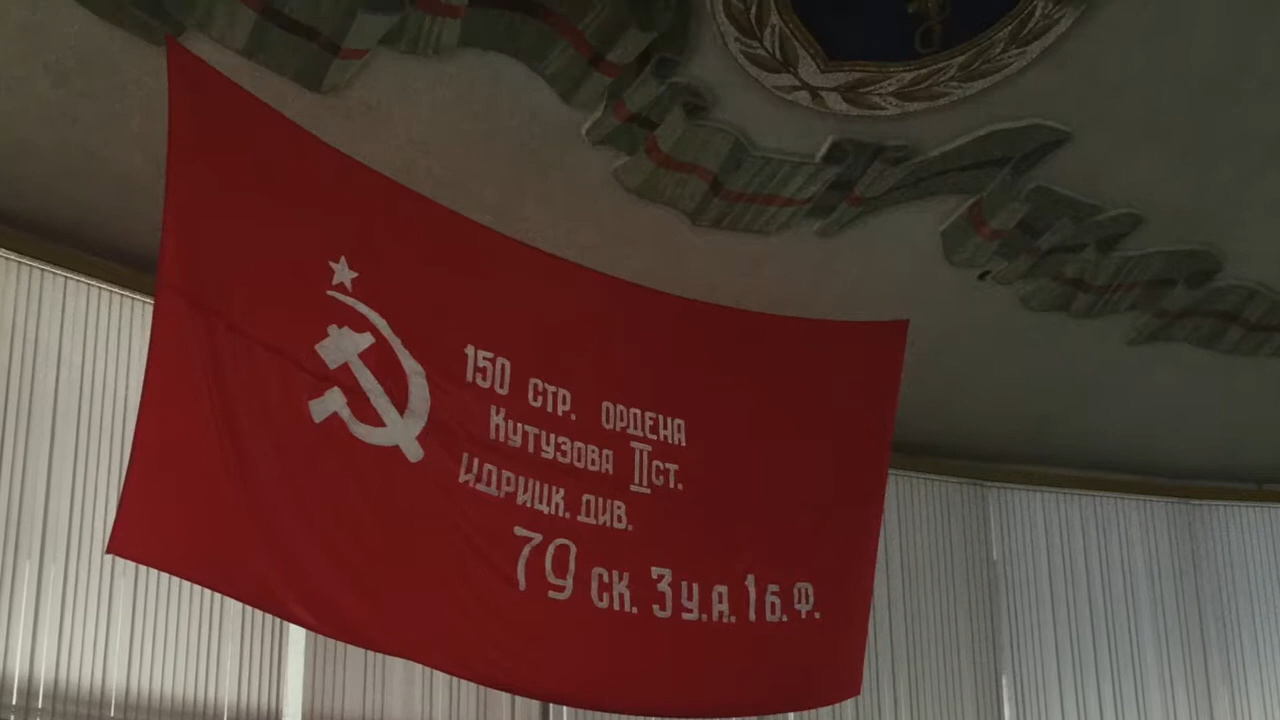 150 стр. ордена
Кутузова II ст.
идрицк. див.
79 ск. 3 у.а. 1 б.ф.